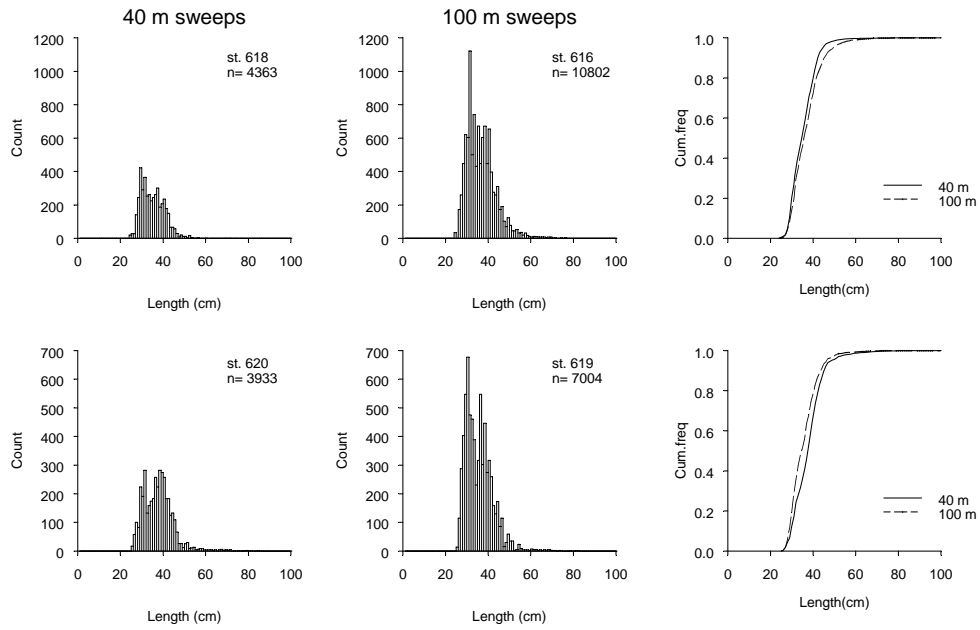 40 m sweeps
100 m sweeps
1200
1000
800
600
400
200
0
Count
st. 618
n= 4363
0 20 40 60 80 100
Length (cm)
1200
1000
800
600
400
200
0
Count
st. 616
n= 10802
0 20 40 60 80 100
Length (cm)
1.0
0.8
0.6
0.4
0.2
0.0
Cum.freq
40 m
100 m
0 20 40 60 80 100
Length(cm)
700
600
500
400
300
200
100
0
Count
st. 620
n= 3933
0 20 40 60 80 100
Length (cm)
700
600
500
400
300
200
100
0
Count
st. 619
n= 7004
0 20 40 60 80 100
Length (cm)
1.0
0.8
0.6
0.4
0.2
0.0
Cum.freq
40 m
100 m
0 20 40 60 80 100
Length(cm)